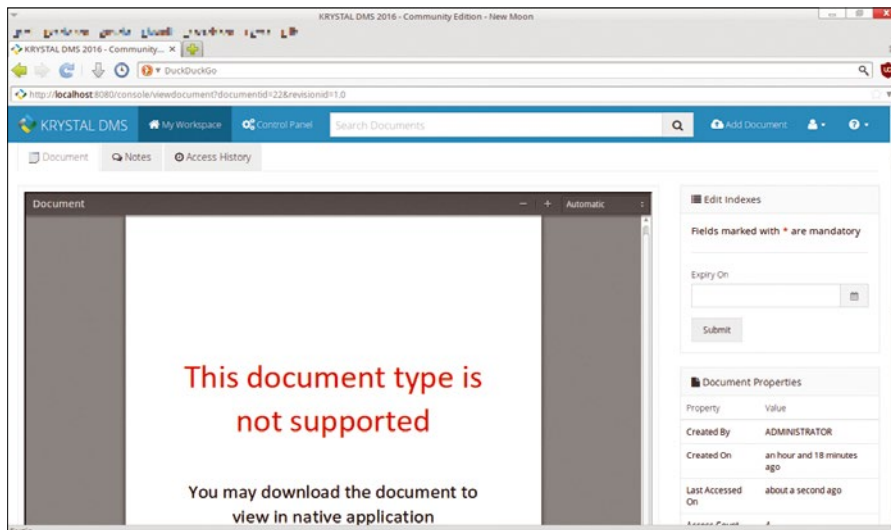 KRYSTAL DMS 2016 - Community Edition - New Moon
KRYSTAL DMS 2016 - Community...
DuckDuckGo
http://localhost:8080/console/viewdocument?documentid=22&revisionid=1.0
KRYSTAL DMS My Workspace Control Panel Search Documents Add Document
Document Notes Access History
Document − + Automatic
This document type is
not supported
You may download the document to
view in native application
Edit Indexes
Fields marked with * are mandatory
Expiry On
Submit
Document Properties
Property Value
Created By ADMINISTRATOR
Created On an hour and 18 minutes
ago
Last Accessed about a second ago
On
Access Count 4